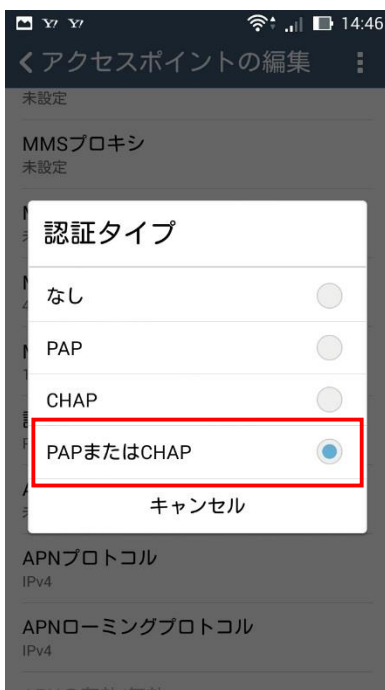 Y? Y? 14:46
アクセスポイントの編集
未設定
MMSプロキシ
未設定
認証タイプ
なし
PAP
CHAP
PAPまたはCHAP
キャンセル
APNプロトコル
IPv4
APNローミングプロトコル
IPv4